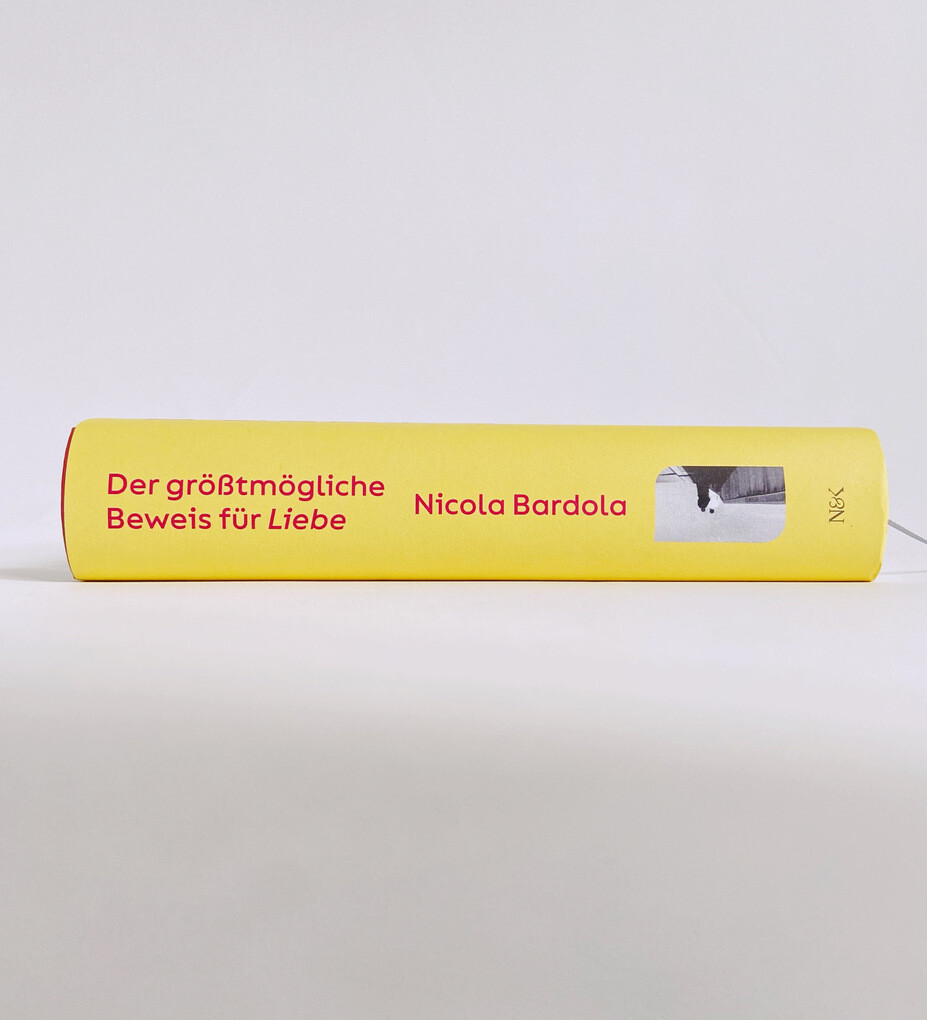 Der größtmögliche
Beweis für Liebe
Nicola Bardola
N&K